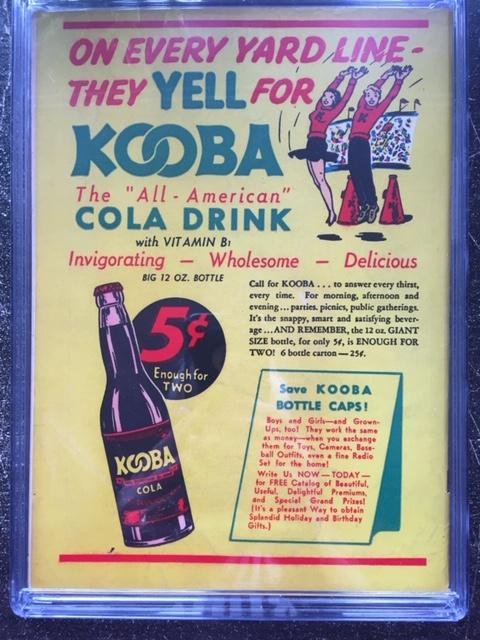 ON EVERY YARD LINE-
THEY YELL FOR
KOOBA
The "All-American"
COLA DRINK
with VITAMIN B1
Invigorating — Wholesome — Delicious
BIG 12 OZ. BOTTLE
5¢
Enough for
TWO
KOOBA
COLA
Call for KOOBA . . . to answer every thirst,
every time. For morning, afternoon and
evening... parties, picnics, public gatherings.
It's the snappy, smart and satisfying bever-
age ...AND REMEMBER, the 12 oz. GIANT
SIZE bottle, for only 5¢, is ENOUGH FOR
TWO! 6 bottle carton — 25¢.
Save KOOBA
BOTTLE CAPS!
Boys and Girls—and Grown-
Ups, too! They work the same
as money—when you exchange
them for Toys, Cameras, Base-
ball Outfits, even a fine Radio
Set for the home!
Write Us NOW — TODAY —
for FREE Catalog of Beautiful,
Useful, Delightful Premiums,
and Special Grand Prizes!
(It's a pleasant Way to obtain
Splendid Holiday and Birthday
Gifts.)
K